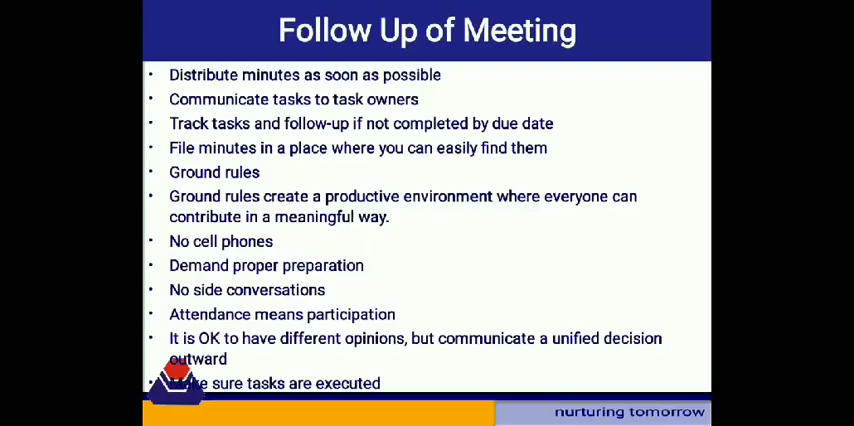 Follow Up of Meeting
• Distribute minutes as soon as possible
• Communicate tasks to task owners
• Track tasks and follow-up if not completed by due date
• File minutes in a place where you can easily find them
• Ground rules
• Ground rules create a productive environment where everyone can
contribute in a meaningful way.
• No cell phones
• Demand proper preparation
• No side conversations
• Attendance means participation
• It is OK to have different opinions, but communicate a unified decision
outward
• Make sure tasks are executed
nurturing tomorrow